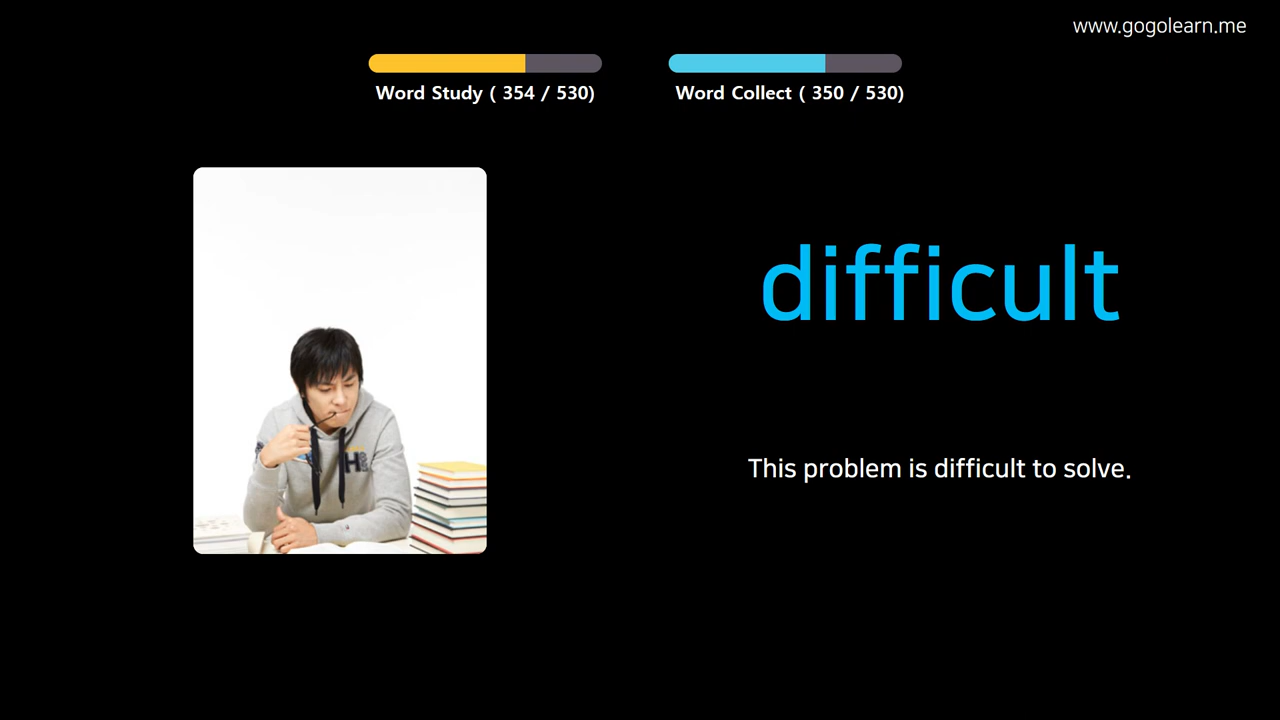 www.gogolearn.me
Word Study ( 354 / 530)
Word Collect ( 350 / 530)
difficult
H
This problem is difficult to solve.